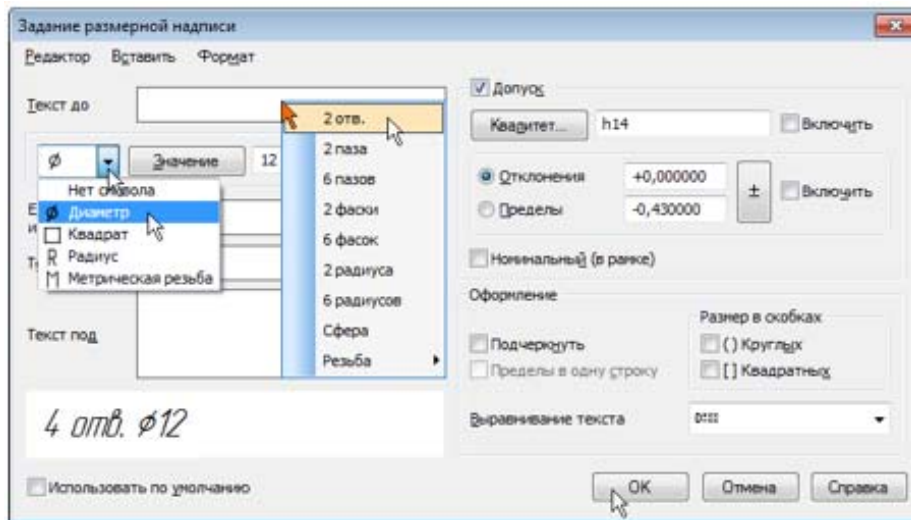 Задание размерной надписи
Редактор Вставить Формат
Текст до
2 отв.
2 паза
6 пазов
2 фаски
6 фасок
2 радиуса
6 радиусов
Сфера
Резьба
Ø Значение 12
Нет символа
Ø Диаметр
Квадрат
R Радиус
M Метрическая резьба
Текст под
4 отв. Ø12
Использовать по умолчанию
Допуск
Квалитет... h14 Включить
Отклонения +0,000000 ± Включить
Пределы -0,430000
Номинальный (в рамке)
Оформление
Размер в скобках
Подчеркнуть ( ) Круглых
Пределы в одну строку [ ] Квадратных
Выравнивание текста
OK Отмена Справка